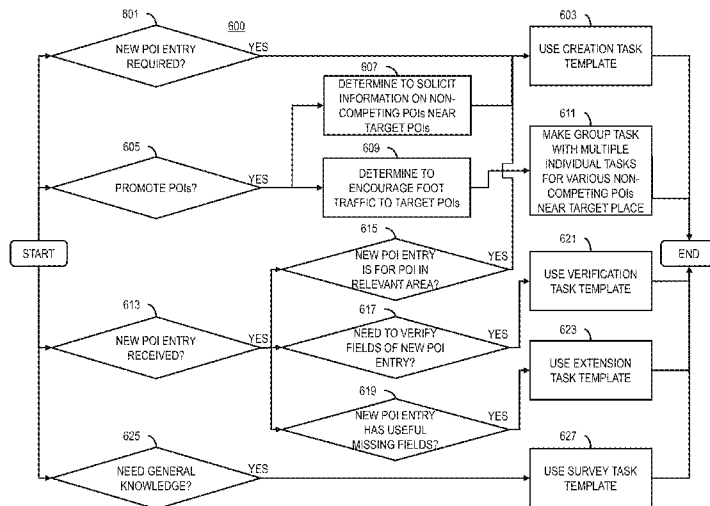 601
600
NEW POI ENTRY
REQUIRED?
YES
603
USE CREATION TASK
TEMPLATE
607
DETERMINE TO SOLICIT
INFORMATION ON NON-
COMPETING POIs NEAR
TARGET POIs
605
PROMOTE POIs?
YES
609
DETERMINE TO
ENCOURAGE FOOT
TRAFFIC TO TARGET POIs
611
MAKE GROUP TASK
WITH MULTIPLE
INDIVIDUAL TASKS
FOR VARIOUS NON-
COMPETING POIs
NEAR TARGET PLACE
START
END
615
NEW POI ENTRY
IS FOR POI IN
RELEVANT AREA?
YES
613
NEW POI ENTRY
RECEIVED?
YES
617
NEED TO VERIFY
FIELDS OF NEW POI
ENTRY?
YES
621
USE VERIFICATION
TASK TEMPLATE
619
NEW POI ENTRY
HAS USEFUL
MISSING FIELDS?
YES
623
USE EXTENSION
TASK TEMPLATE
625
NEED GENERAL
KNOWLEDGE?
YES
627
USE SURVEY TASK
TEMPLATE